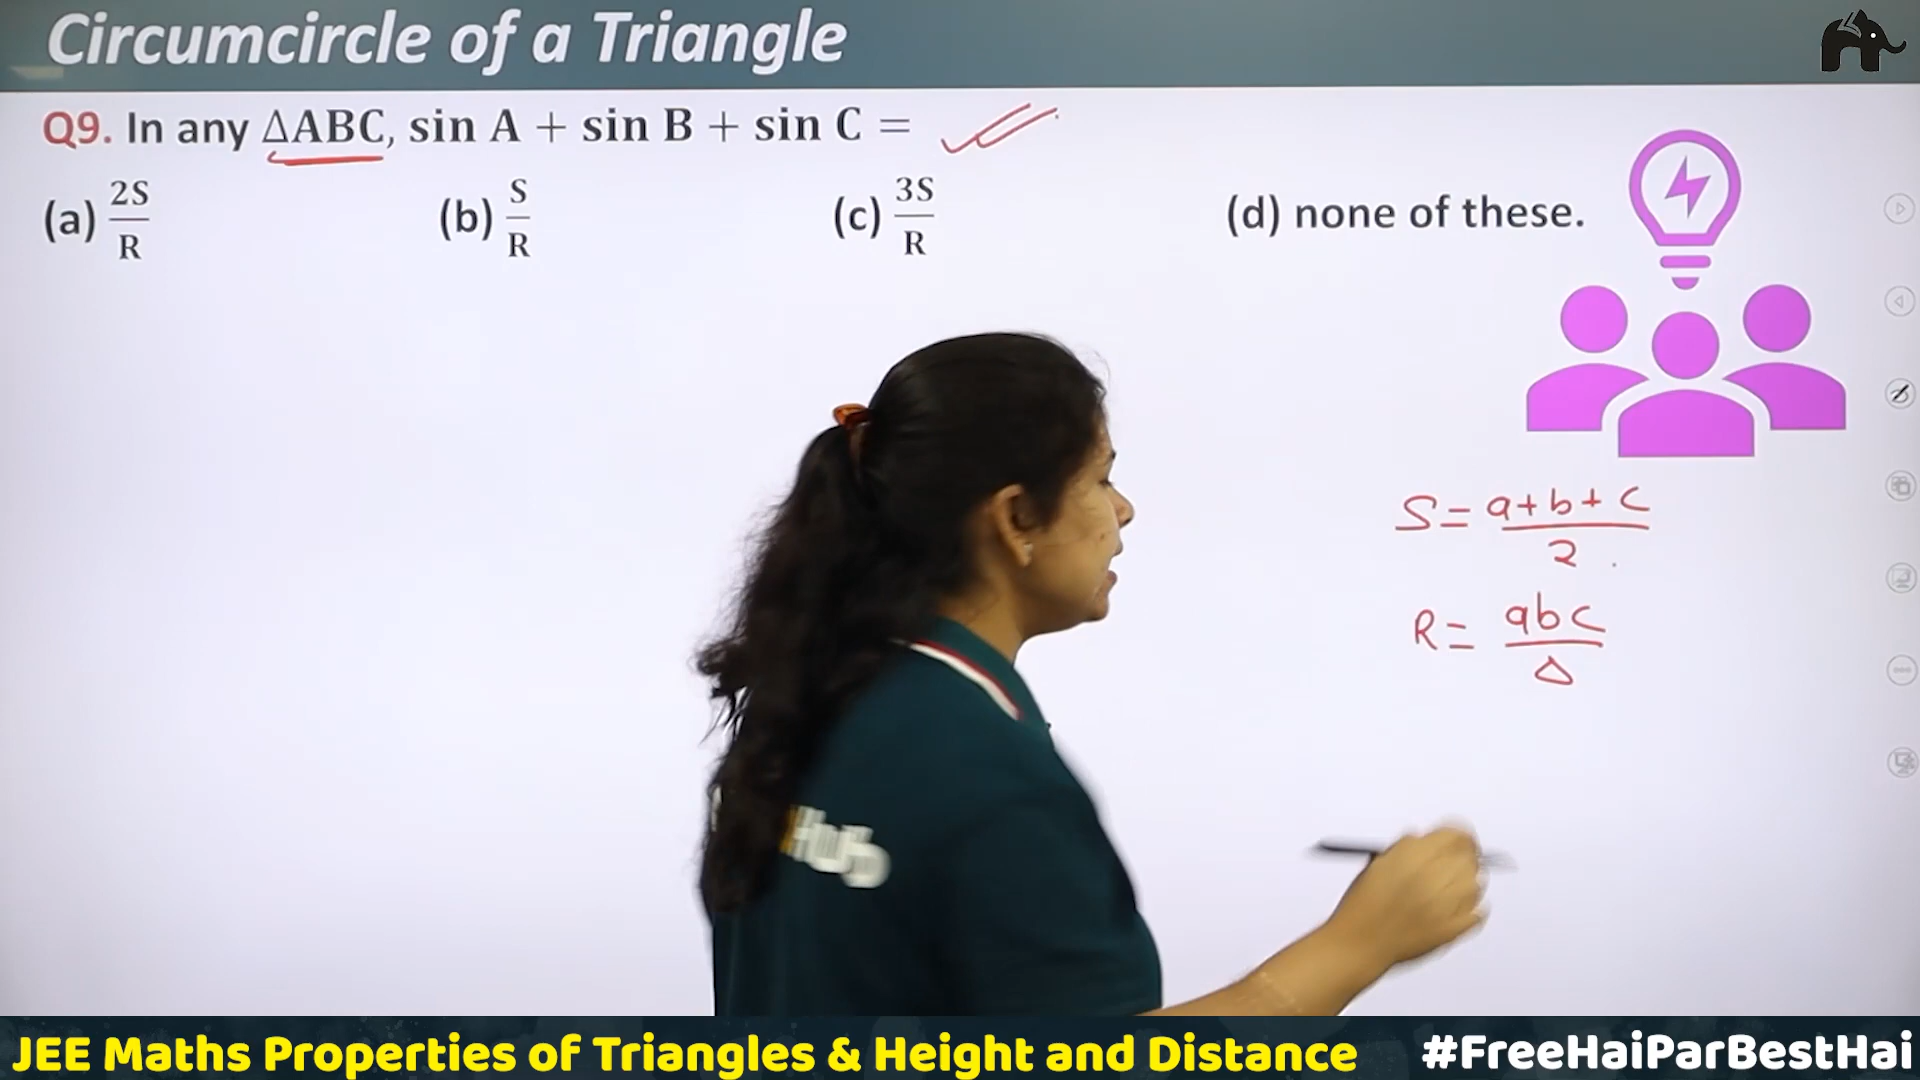 Circumcircle of a Triangle
Q9. In any ΔABC, sin A + sin B + sin C =
(a) 2S/R (b) S/R (c) 3S/R (d) none of these.
S = a+b+c/2
R = abc/Δ
JEE Maths Properties of Triangles & Height and Distance #FreeHaiParBestHai